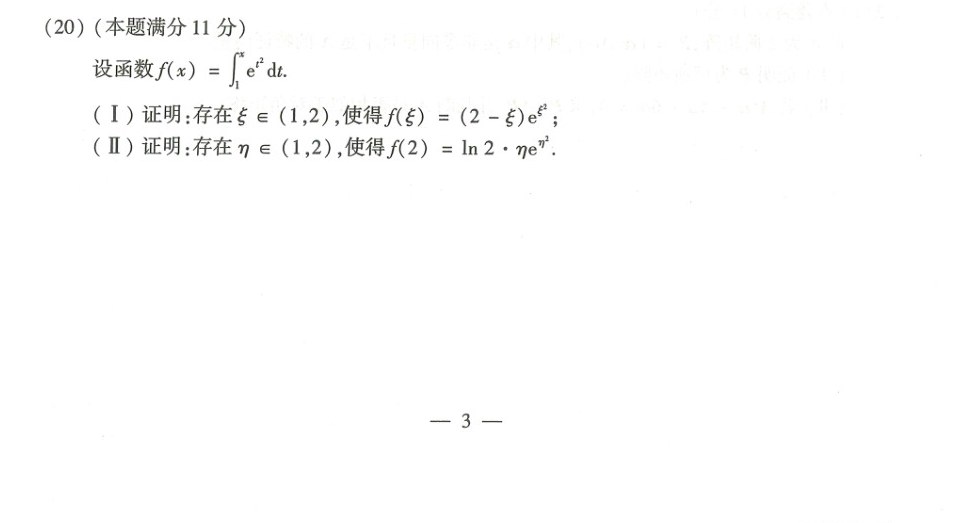 (20)(本题满分 11 分)
设函数 f(x) = ∫₁ˣ e^{t²} dt.
(Ⅰ)证明:存在 ξ ∈ (1,2),使得 f(ξ) = (2 - ξ)e^{ξ²};
(Ⅱ)证明:存在 η ∈ (1,2),使得 f(2) = ln 2 · ηe^{η²}.
— 3 —